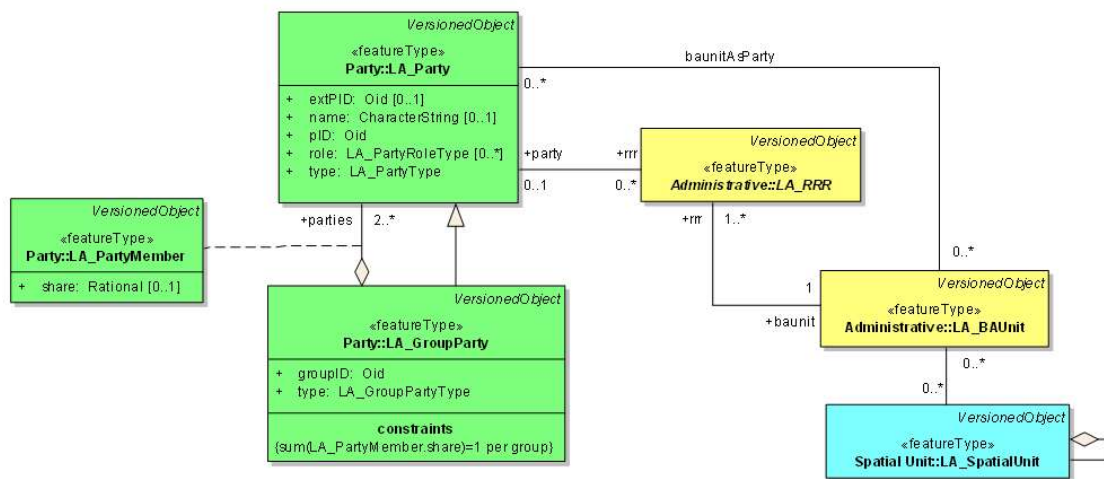 VersionedObject
«featureType»
Party::LA_Party
+ extPID: Oid [0..1]
+ name: CharacterString [0..1]
+ pID: Oid
+ role: LA_PartyRoleType [0..*]
+ type: LA_PartyType
baunitAsParty
0..*
+party
0..1
+rrr
0..*
VersionedObject
«featureType»
Administrative::LA_RRR
+rrr
1..*
0..*
+parties
2..*
VersionedObject
«featureType»
Party::LA_PartyMember
+ share: Rational [0..1]
VersionedObject
«featureType»
Party::LA_GroupParty
+ groupID: Oid
+ type: LA_GroupPartyType
constraints
{sum(LA_PartyMember.share)=1 per group}
1
+baunit
VersionedObject
«featureType»
Administrative::LA_BAUnit
0..*
0..*
VersionedObject
«featureType»
Spatial Unit::LA_SpatialUnit